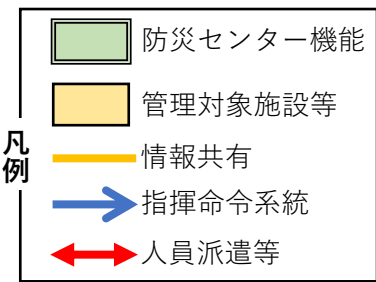 凡例
防災センター機能
管理対象施設等
情報共有
指揮命令系統
人員派遣等